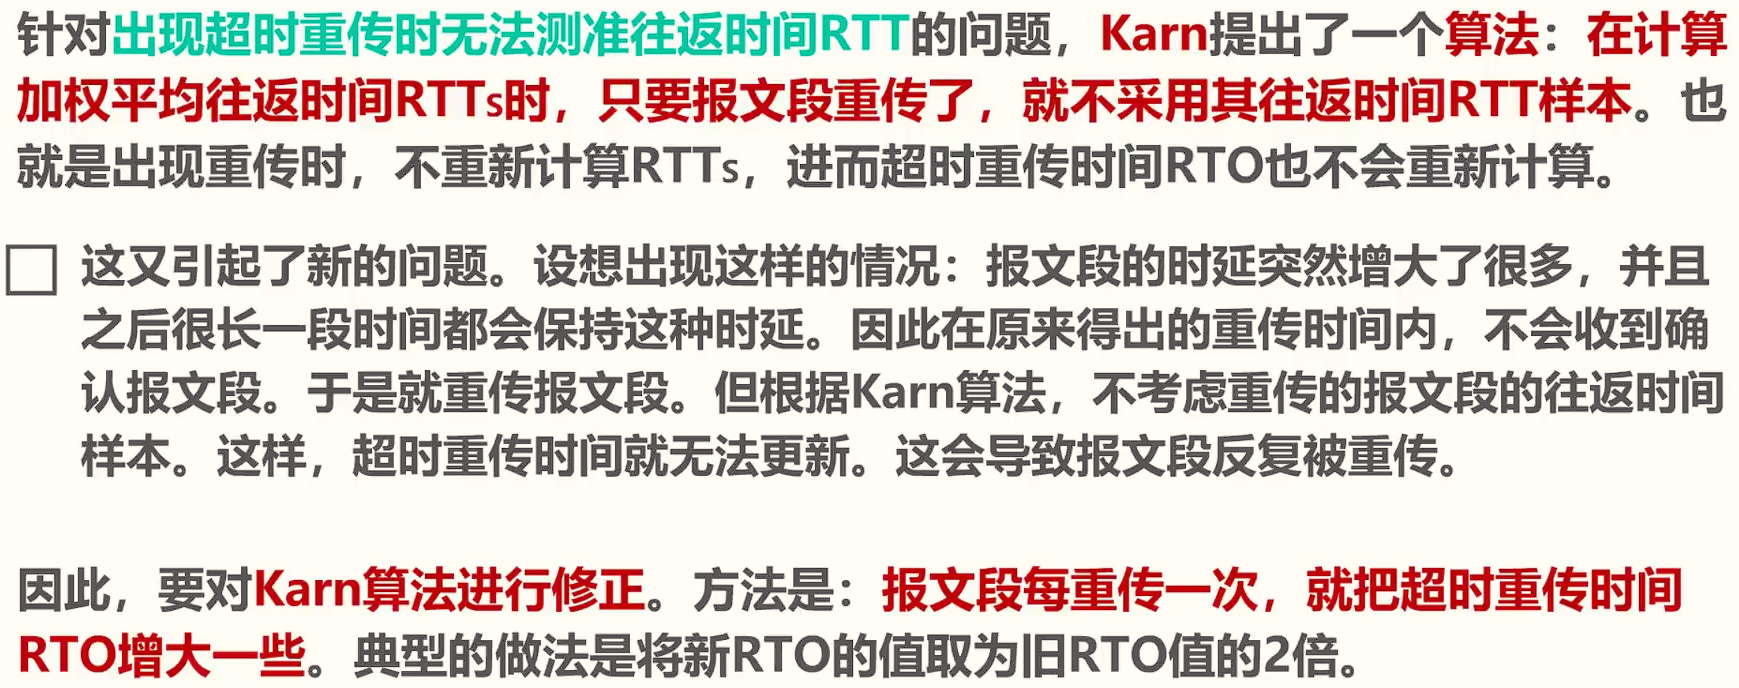 针对出现超时重传时无法测准往返时间RTT的问题，Karn提出了一个算法：在计算
加权平均往返时间RTTs时，只要报文段重传了，就不采用其往返时间RTT样本。也
就是出现重传时，不重新计算RTTs，进而超时重传时间RTO也不会重新计算。
这又引起了新的问题。设想出现这样的情况：报文段的时延突然增大了很多，并且
之后很长一段时间都会保持这种时延。因此在原来得出的重传时间内，不会收到确
认报文段。于是就重传报文段。但根据Karn算法，不考虑重传的报文段的往返时间
样本。这样，超时重传时间就无法更新。这会导致报文段反复被重传。
因此，要对Karn算法进行修正。方法是：报文段每重传一次，就把超时重传时间
RTO增大一些。典型的做法是将新RTO的值取为旧RTO值的2倍。